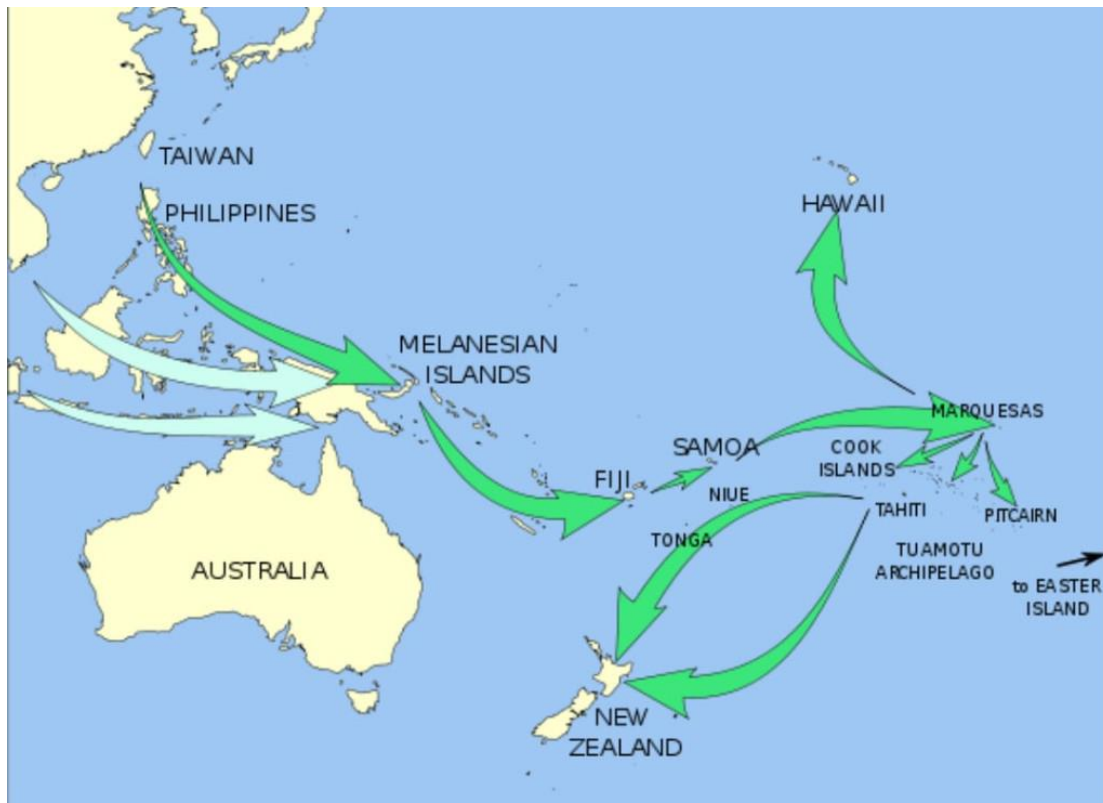 TAIWAN
PHILIPPINES
HAWAII
MELANESIAN
ISLANDS
MARQUESAS
SAMOA
COOK
ISLANDS
FIJI
NIUE
TAHITI
PITCAIRN
TONGA
TUAMOTU
ARCHIPELAGO
AUSTRALIA
to EASTER
ISLAND
NEW
ZEALAND